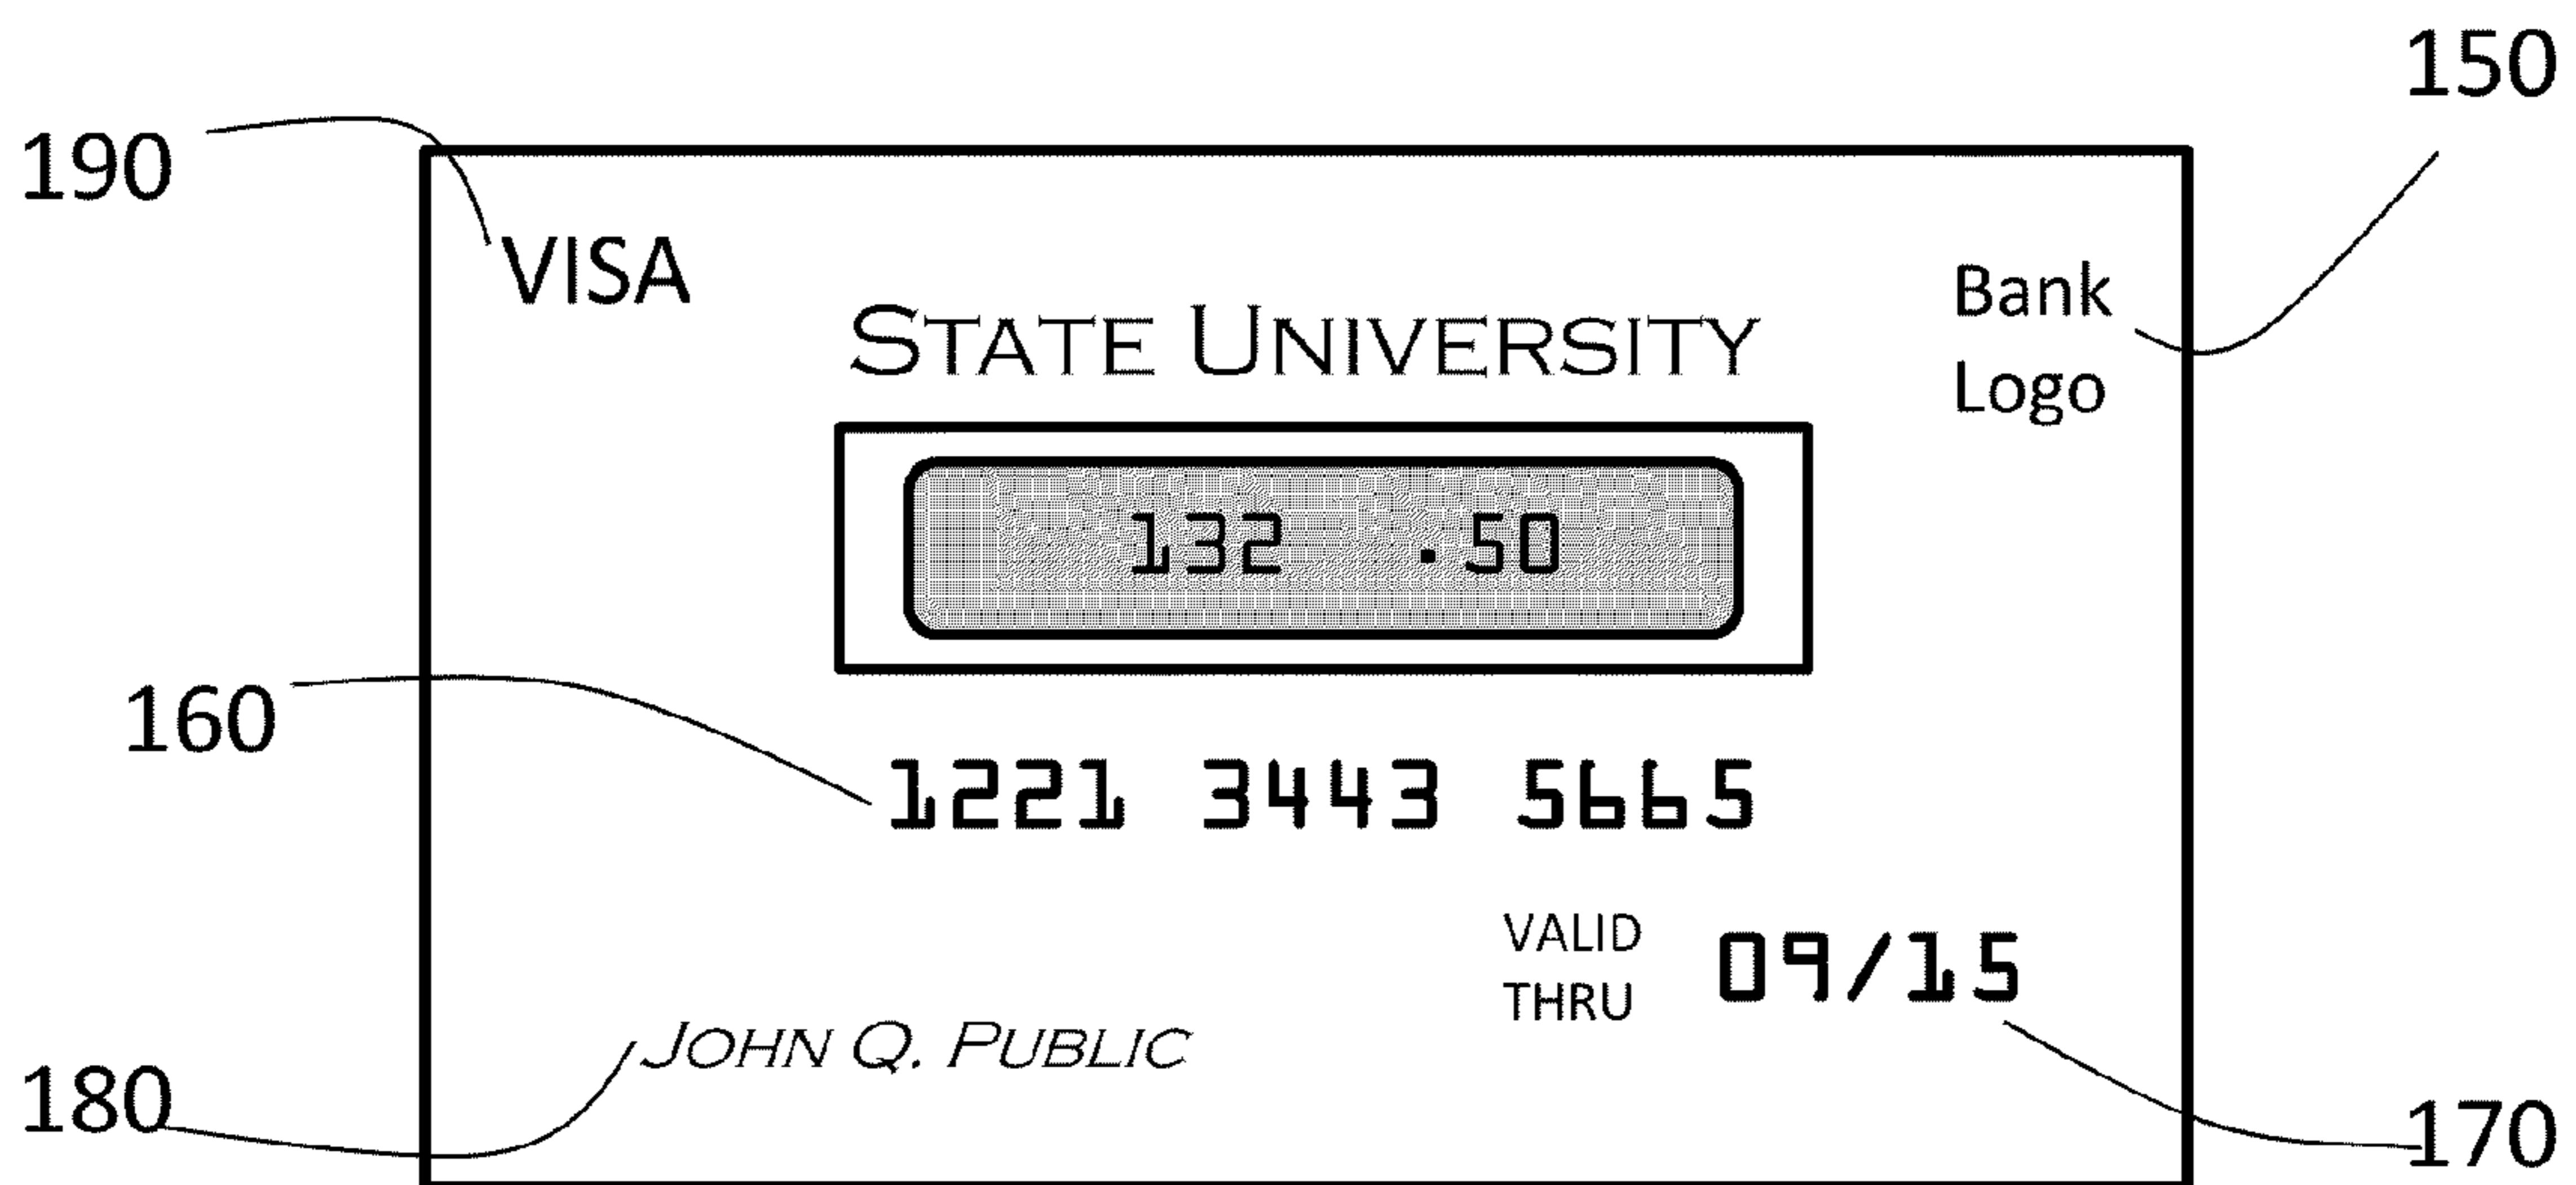 150
190
VISA
Bank
Logo
STATE UNIVERSITY
132 .50
160
1221 3443 5665
VALID
THRU
09/15
JOHN Q. PUBLIC
180
170